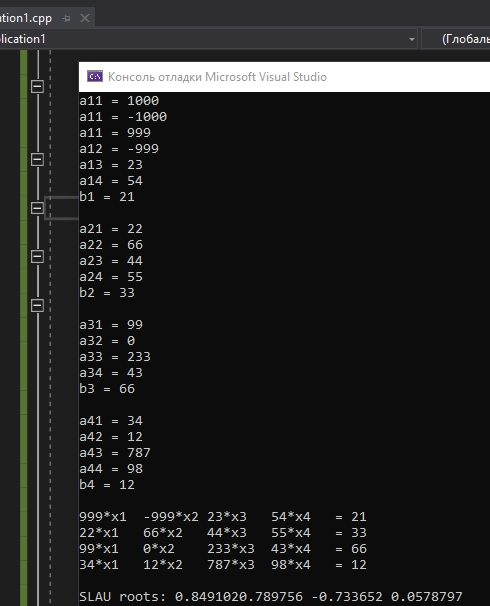 ation1.cpp
olication1
(Глобаль
Консоль отладки Microsoft Visual Studio
a11 = 1000
a11 = -1000
a11 = 999
a12 = -999
a13 = 23
a14 = 54
b1 = 21
a21 = 22
a22 = 66
a23 = 44
a24 = 55
b2 = 33
a31 = 99
a32 = 0
a33 = 233
a34 = 43
b3 = 66
a41 = 34
a42 = 12
a43 = 787
a44 = 98
b4 = 12
999*x1 -999*x2 23*x3 54*x4 = 21
22*x1 66*x2 44*x3 55*x4 = 33
99*x1 0*x2 233*x3 43*x4 = 66
34*x1 12*x2 787*x3 98*x4 = 12
SLAU roots: 0.8491020.789756 -0.733652 0.0578797